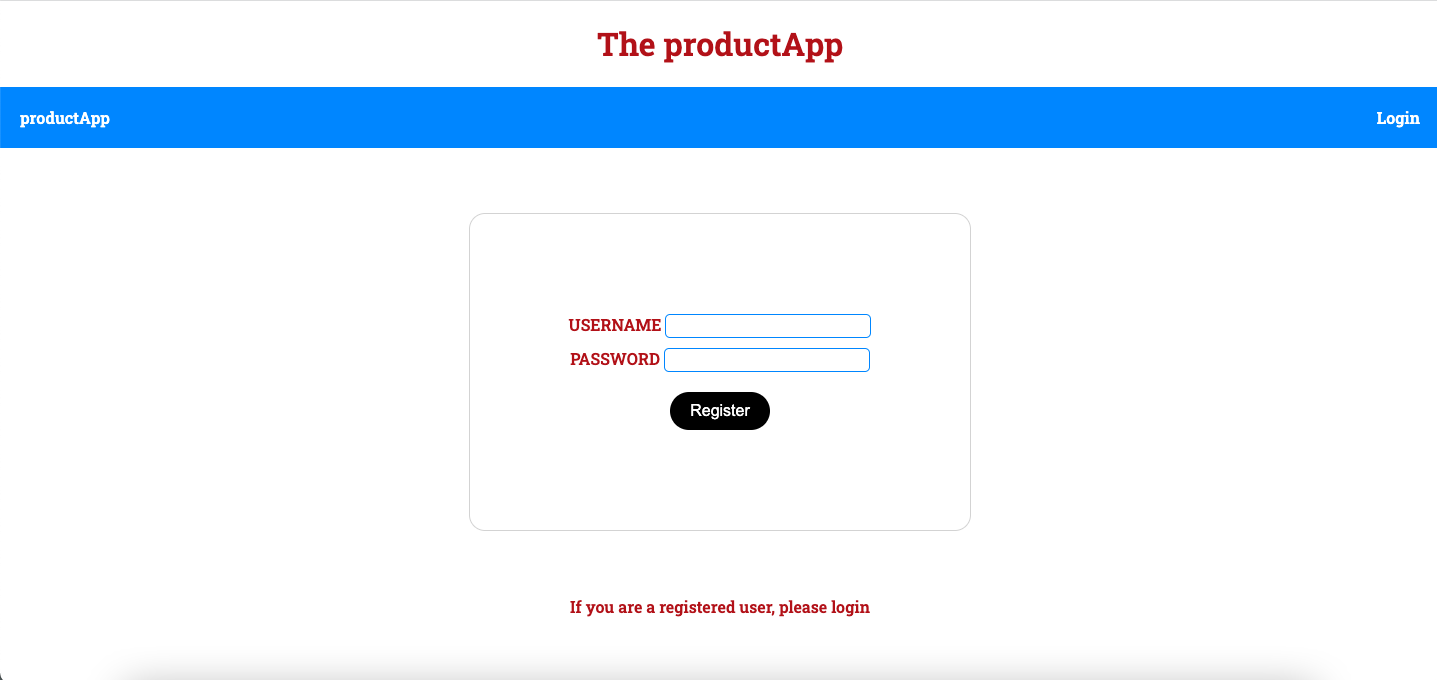 The productApp
productApp Login
USERNAME
PASSWORD
Register
If you are a registered user, please login